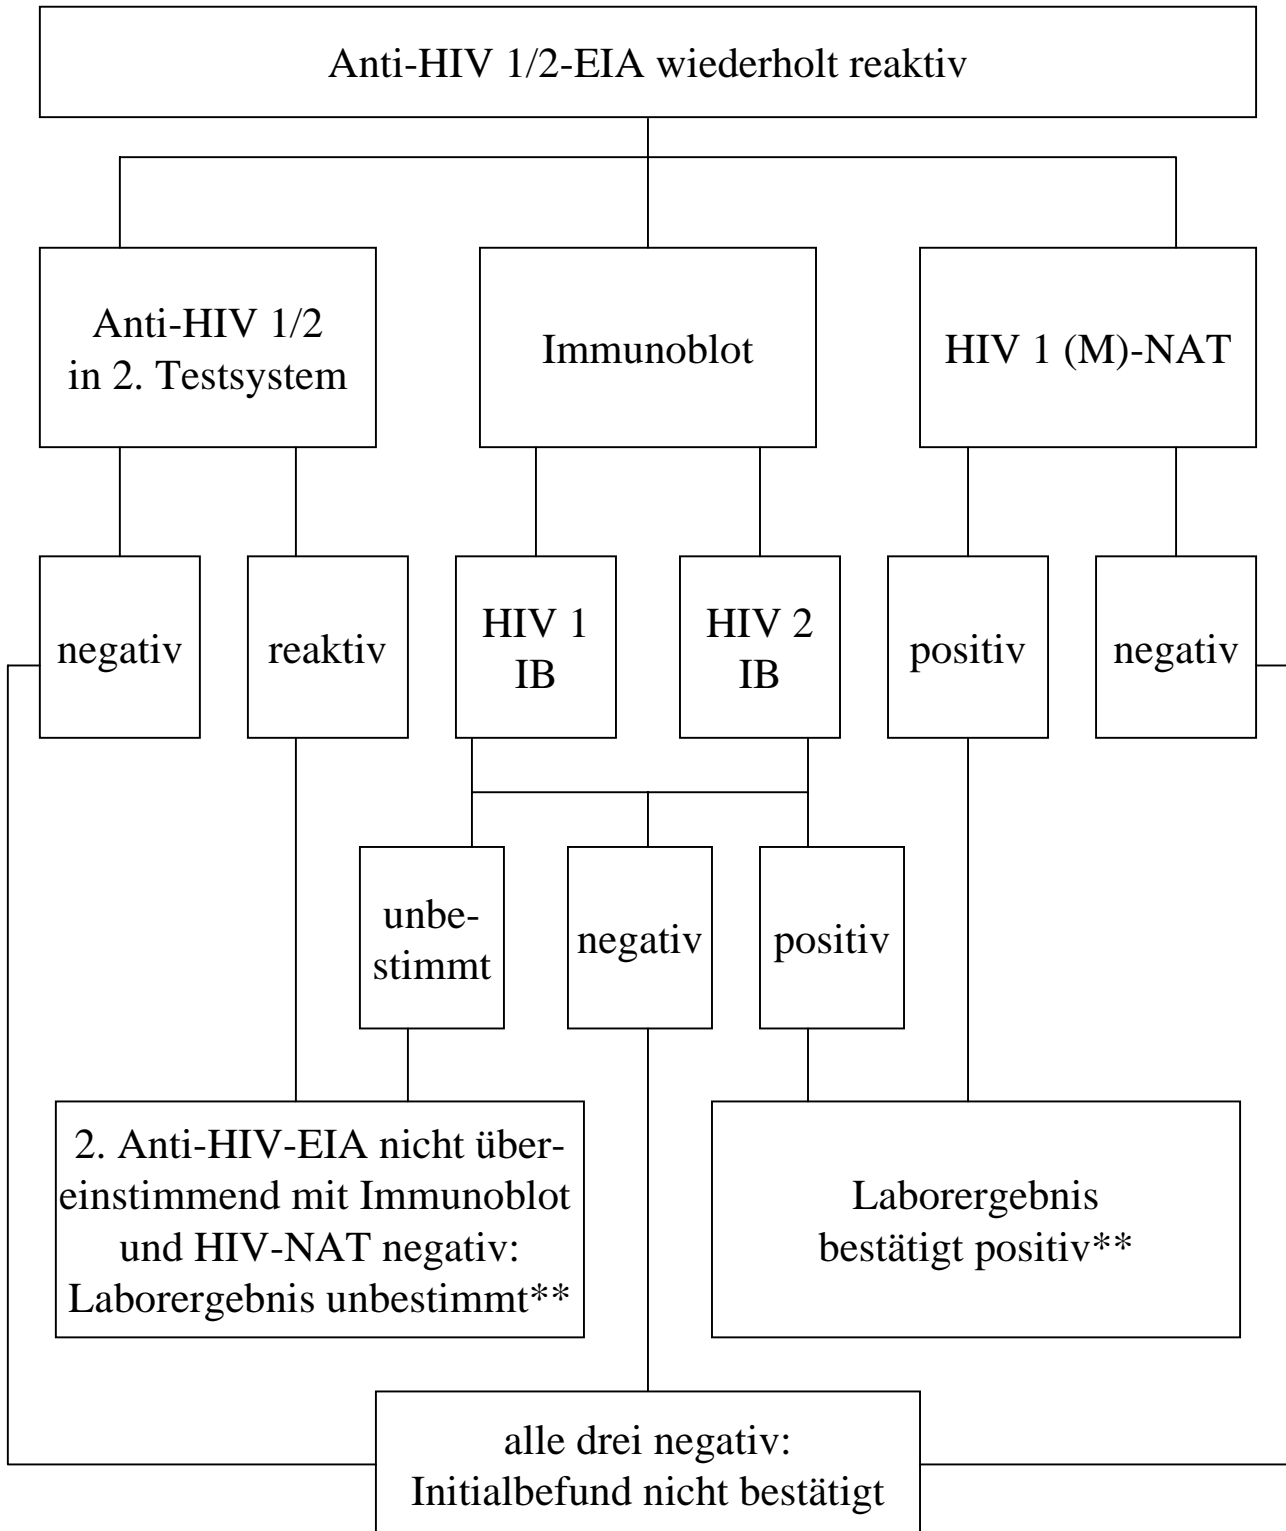 Anti-HIV 1/2-EIA wiederholt reaktiv
Anti-HIV 1/2
in 2. Testsystem
Immunoblot
HIV 1 (M)-NAT
negativ
reaktiv
HIV 1
IB
HIV 2
IB
positiv
negativ
unbe-
stimmt
negativ
positiv
2. Anti-HIV-EIA nicht über-
einstimmend mit Immunoblot
und HIV-NAT negativ:
Laborergebnis unbestimmt**
Laborergebnis
bestätigt positiv**
alle drei negativ:
Initialbefund nicht bestätigt